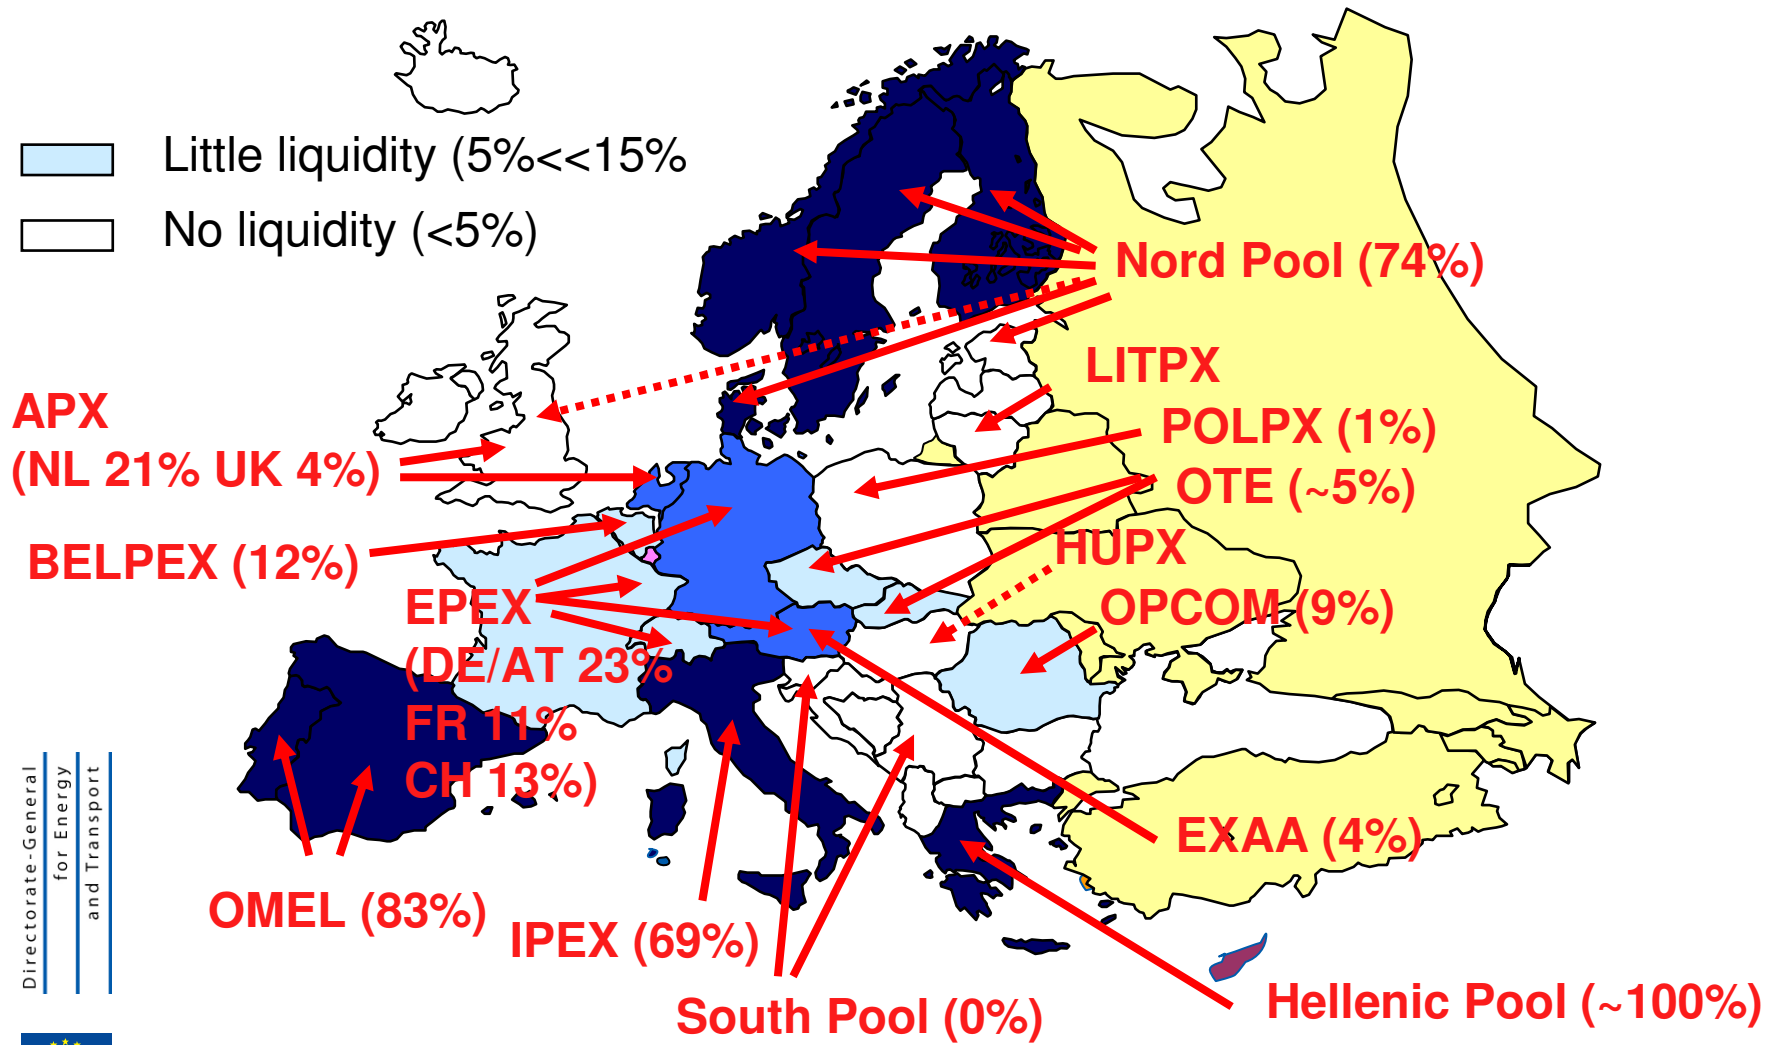 Little liquidity (5%<<15%
No liquidity (<5%)
Nord Pool (74%)
LITPX
APX
(NL 21% UK 4%)
POLPX (1%)
OTE (~5%)
HUPX
BELPEX (12%)
EPEX
(DE/AT 23%
FR 11%
CH 13%)
OPCOM (9%)
EXAA (4%)
OMEL (83%)
IPEX (69%)
South Pool (0%)
Hellenic Pool (~100%)
Directorate-General
for Energy
and Transport